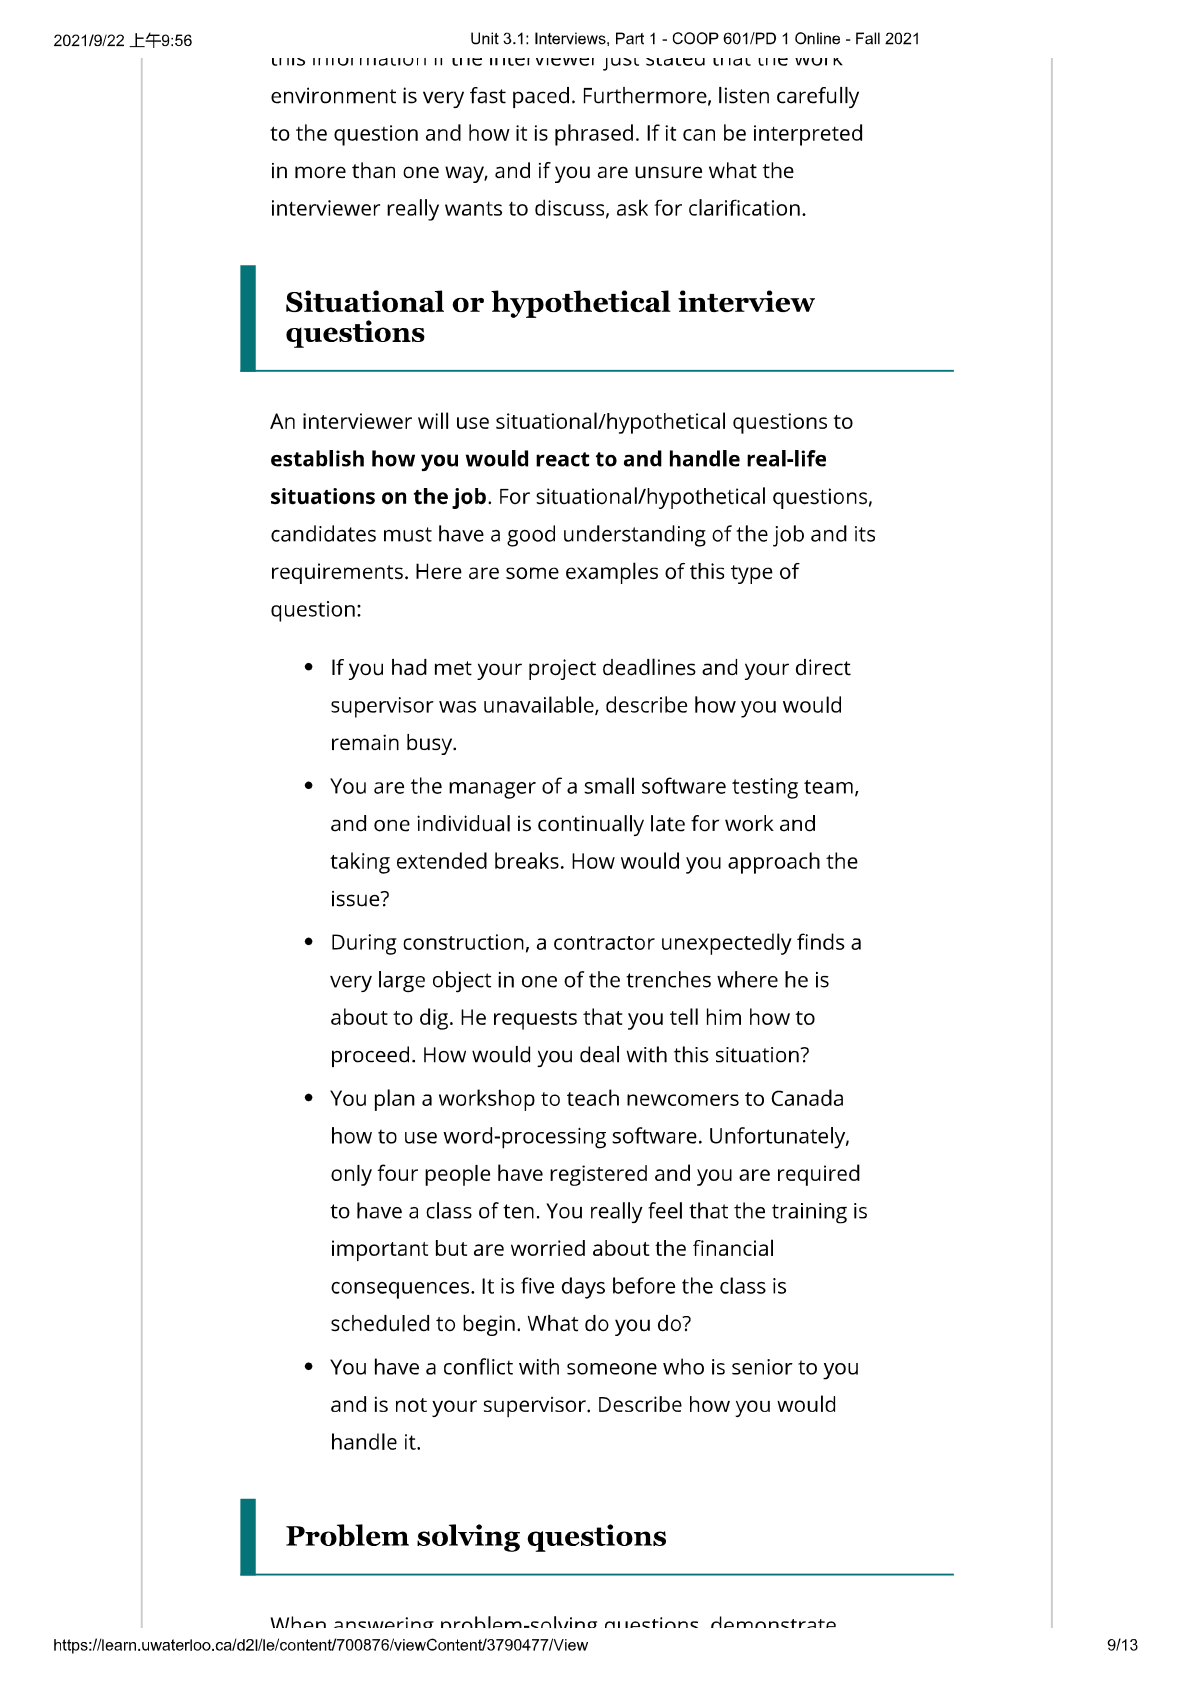 2021/9/22 上午9:56
Unit 3.1: Interviews, Part 1 - COOP 601/PD 1 Online - Fall 2021
this information if the interviewer just stated that the work
environment is very fast paced. Furthermore, listen carefully
to the question and how it is phrased. If it can be interpreted
in more than one way, and if you are unsure what the
interviewer really wants to discuss, ask for clarification.
Situational or hypothetical interview
questions
An interviewer will use situational/hypothetical questions to
establish how you would react to and handle real-life
situations on the job. For situational/hypothetical questions,
candidates must have a good understanding of the job and its
requirements. Here are some examples of this type of
question:
• If you had met your project deadlines and your direct
supervisor was unavailable, describe how you would
remain busy.
• You are the manager of a small software testing team,
and one individual is continually late for work and
taking extended breaks. How would you approach the
issue?
• During construction, a contractor unexpectedly finds a
very large object in one of the trenches where he is
about to dig. He requests that you tell him how to
proceed. How would you deal with this situation?
• You plan a workshop to teach newcomers to Canada
how to use word-processing software. Unfortunately,
only four people have registered and you are required
to have a class of ten. You really feel that the training is
important but are worried about the financial
consequences. It is five days before the class is
scheduled to begin. What do you do?
• You have a conflict with someone who is senior to you
and is not your supervisor. Describe how you would
handle it.
Problem solving questions
When answering problem-solving questions, demonstrate
https://learn.uwaterloo.ca/d2l/le/content/700876/viewContent/3790477/View
9/13